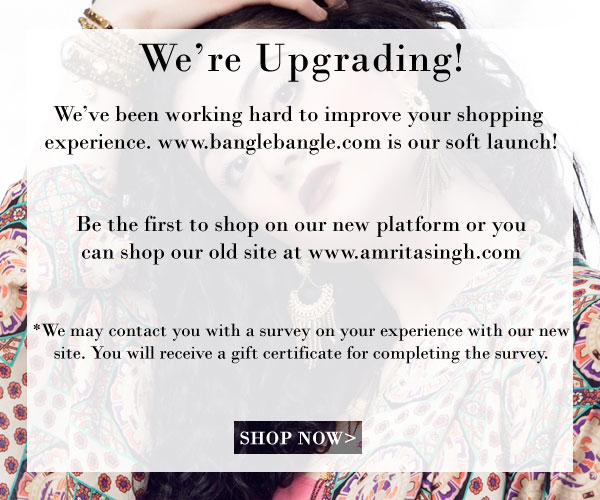 We're Upgrading!
We've been working hard to improve your shopping
experience. www.banglebangle.com is our soft launch!
Be the first to shop on our new platform or you
can shop our old site at www.amritasingh.com
*We may contact you with a survey on your experience with our new
site. You will receive a gift certificate for completing the survey.
SHOP NOW>